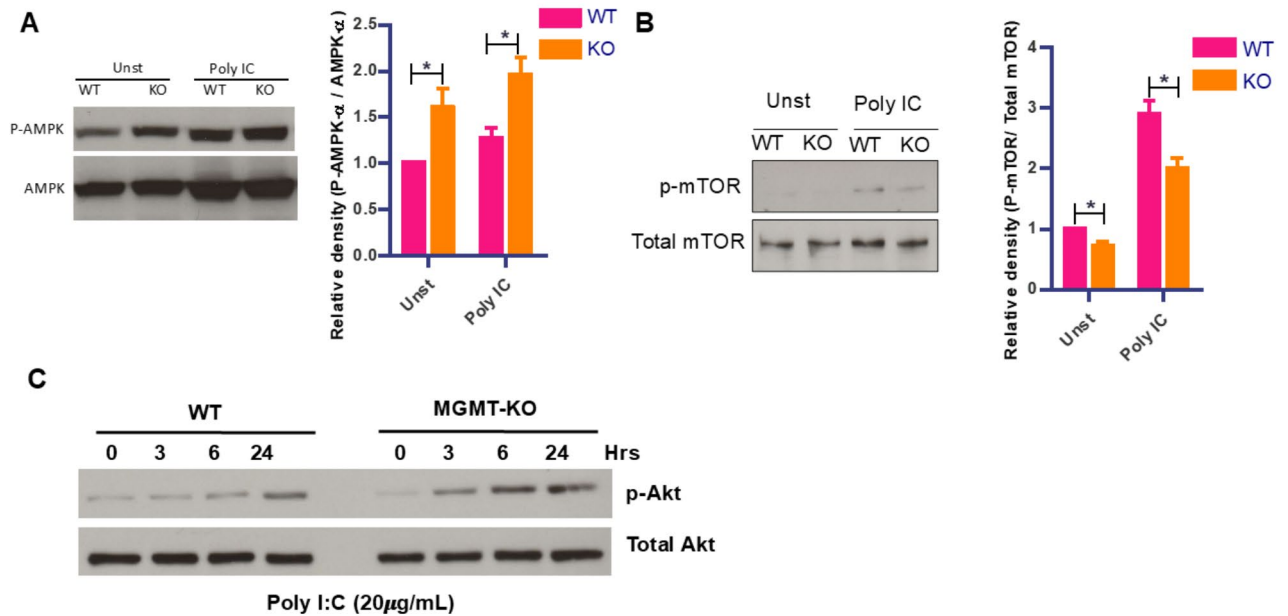 A
Unst Poly IC
WT KO WT KO
P-AMPK
AMPK
Relative density (P-AMPK-α / AMPK-α)
2.5
2.0
1.5
1.0
0.5
0.0
* *
Unst
Poly IC
WT
KO
B
Unst Poly IC
WT KO WT KO
p-mTOR
Total mTOR
Relative density (P-mTOR/ Total mTOR)
4
3
2
1
0
* *
Unst
Poly IC
WT
KO
C
WT MGMT-KO
0 3 6 24 0 3 6 24 Hrs
p-Akt
Total Akt
Poly I:C (20µg/mL)